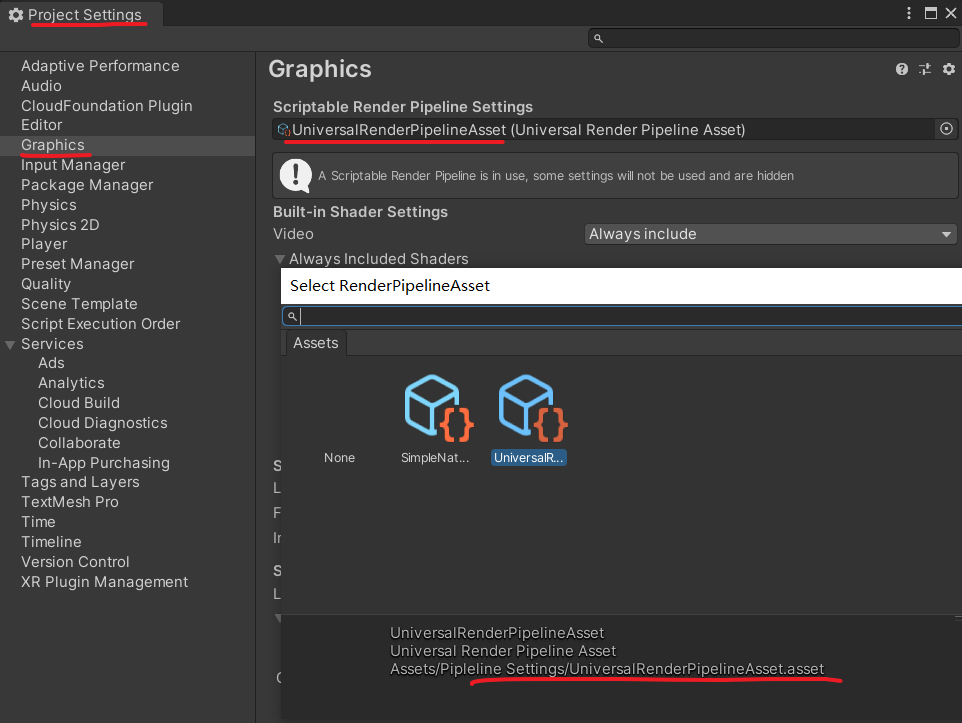 Project Settings
Adaptive Performance
Audio
CloudFoundation Plugin
Editor
Graphics
Input Manager
Package Manager
Physics
Physics 2D
Player
Preset Manager
Quality
Scene Template
Script Execution Order
Services
Ads
Analytics
Cloud Build
Cloud Diagnostics
Collaborate
In-App Purchasing
Tags and Layers
TextMesh Pro
Time
Timeline
Version Control
XR Plugin Management
Graphics
Scriptable Render Pipeline Settings
UniversalRenderPipelineAsset (Universal Render Pipeline Asset)
A Scriptable Render Pipeline is in use, some settings will not be used and are hidden
Built-in Shader Settings
Video Always include
Always Included Shaders
Select RenderPipelineAsset
Assets
None SimpleNat... UniversalR...
UniversalRenderPipelineAsset
Universal Render Pipeline Asset
Assets/Pipleline Settings/UniversalRenderPipelineAsset.asset